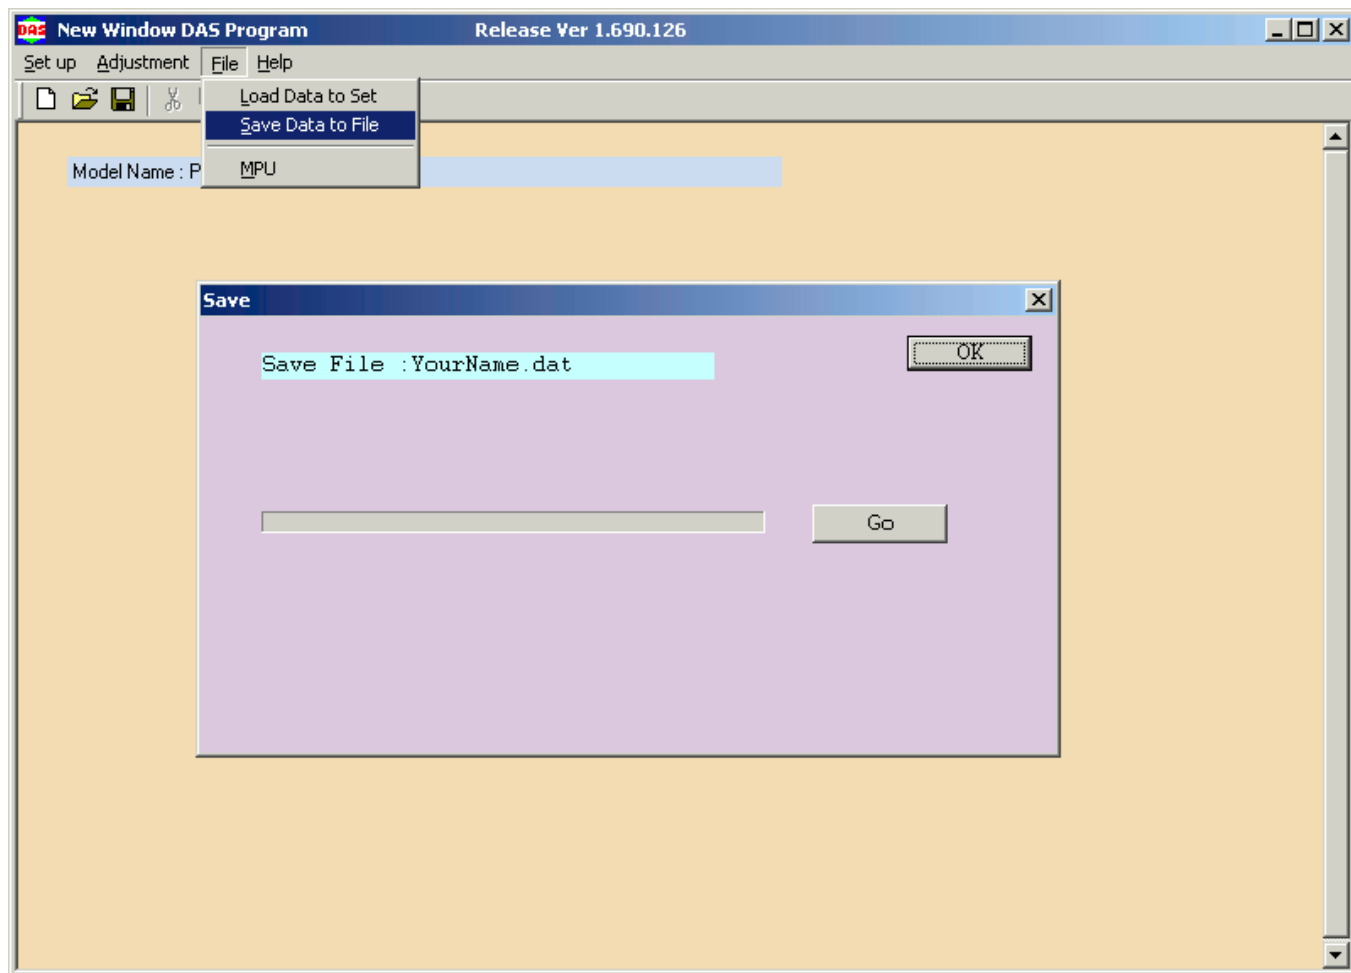 DAS New Window DAS Program Release Ver 1.690.126
Set up Adjustment File Help
Load Data to Set
Save Data to File
MPU
Model Name : P
Save
Save File :YourName.dat
OK
Go